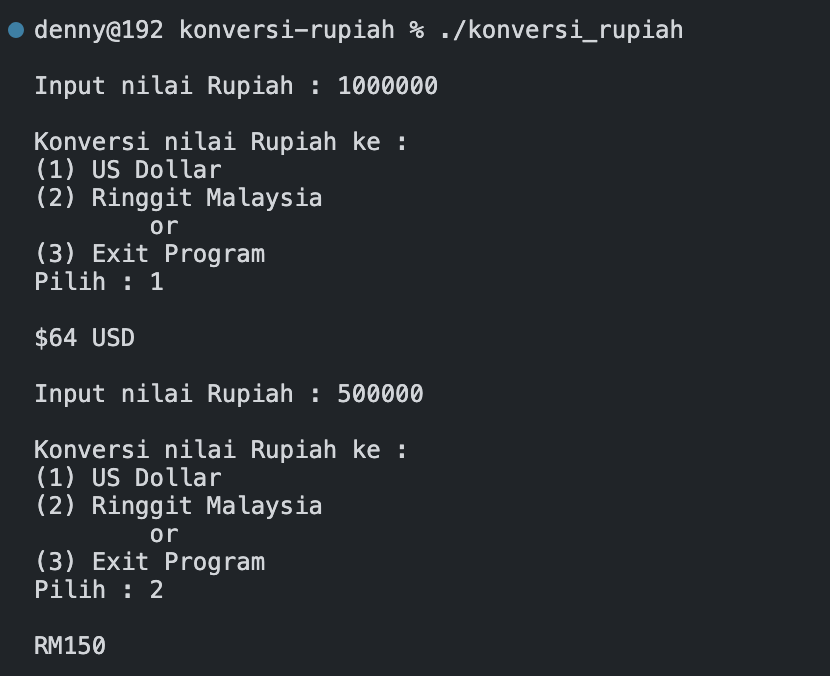 denny@192 konversi-rupiah % ./konversi_rupiah
Input nilai Rupiah : 1000000
Konversi nilai Rupiah ke :
(1) US Dollar
(2) Ringgit Malaysia
or
(3) Exit Program
Pilih : 1
$64 USD
Input nilai Rupiah : 500000
Konversi nilai Rupiah ke :
(1) US Dollar
(2) Ringgit Malaysia
or
(3) Exit Program
Pilih : 2
RM150